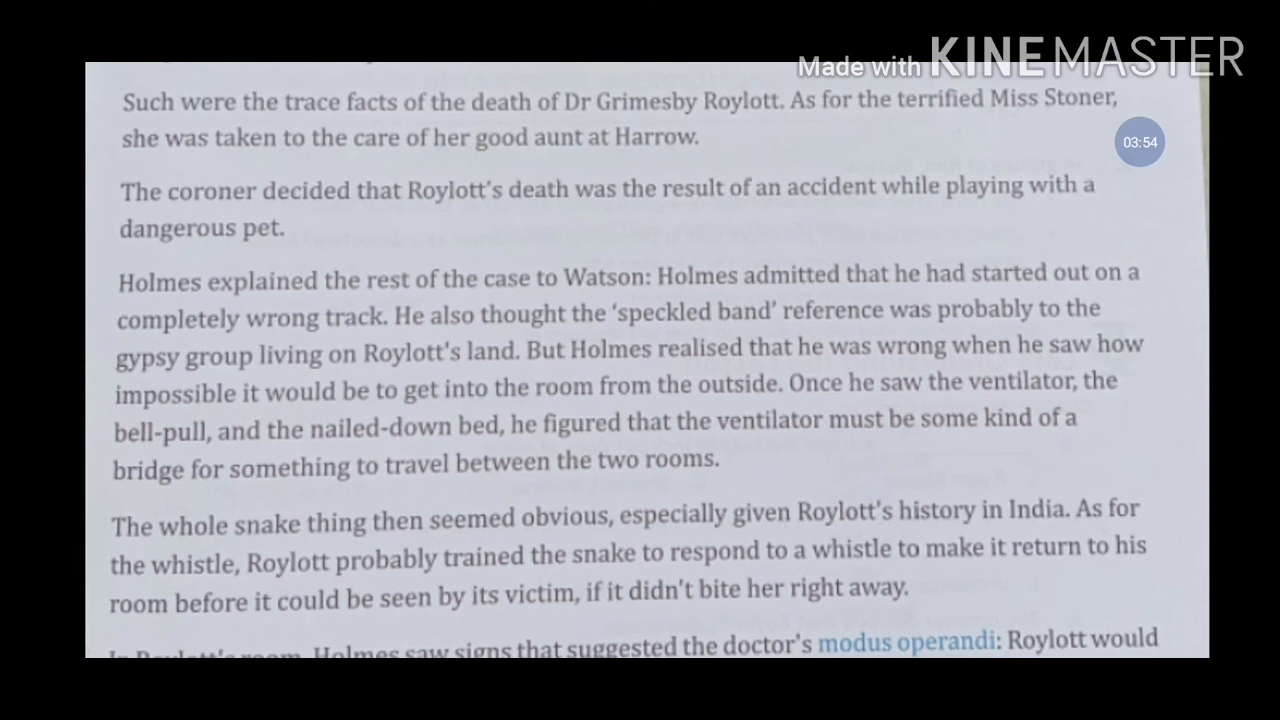 Made with KINEMASTER
Such were the trace facts of the death of Dr Grimesby Roylott. As for the terrified Miss Stoner,
she was taken to the care of her good aunt at Harrow.
03:54
The coroner decided that Roylott's death was the result of an accident while playing with a
dangerous pet.
Holmes explained the rest of the case to Watson: Holmes admitted that he had started out on a
completely wrong track. He also thought the ‘speckled band’ reference was probably to the
gypsy group living on Roylott's land. But Holmes realised that he was wrong when he saw how
impossible it would be to get into the room from the outside. Once he saw the ventilator, the
bell-pull, and the nailed-down bed, he figured that the ventilator must be some kind of a
bridge for something to travel between the two rooms.
The whole snake thing then seemed obvious, especially given Roylott's history in India. As for
the whistle, Roylott probably trained the snake to respond to a whistle to make it return to his
room before it could be seen by its victim, if it didn't bite her right away.
In Roylott's room, Holmes saw signs that suggested the doctor's modus operandi: Roylott would